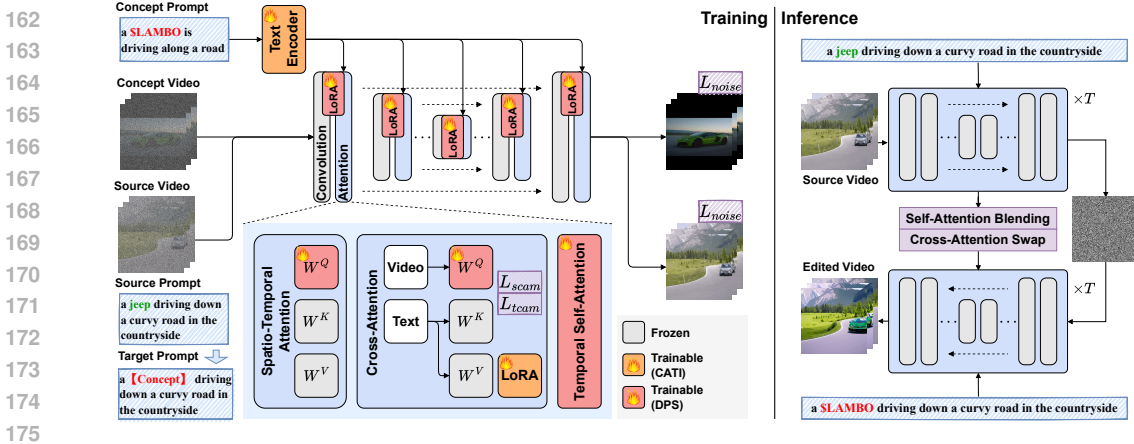 162
163
164
165
166
167
168
169
170
171
172
173
174
175
Concept Prompt
a $LAMBO is
driving along a road
Text
Encoder
Concept Video
Source Video
Source Prompt
a jeep driving down
a curvy road in the
countryside
Target Prompt
a【Concept】driving
down a curvy road in
the countryside
Convolution
Attention
LoRA
LoRA
LoRA
LoRA
LoRA
Training
L_noise
L_noise
Spatio-Temporal
Attention
W^Q
W^K
W^V
Cross-Attention
Video
Text
W^Q
W^K
W^V
LoRA
L_scam
L_tcam
Temporal Self-Attention
Frozen
Trainable
(CATI)
Trainable
(DPS)
Inference
a jeep driving down a curvy road in the countryside
Source Video
×T
Self-Attention Blending
Cross-Attention Swap
Edited Video
×T
a $LAMBO driving down a curvy road in the countryside